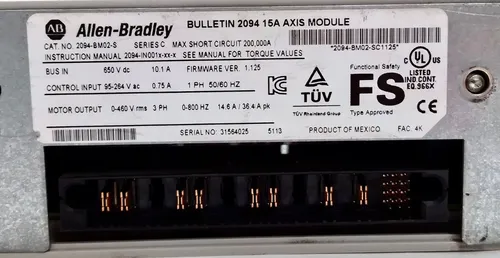 AB Allen-Bradley BULLETIN 2094 15A AXIS MODULE
CAT. NO. 2094-BM02-S SERIES C MAX SHORT CIRCUIT 200,000A
INSTRUCTION MANUAL 2094-IN001x-xx-x SEE MANUAL FOR TORQUE VALUES
*2094-BM02-SC1125*
BUS IN 650 V dc 10.1 A FIRMWARE VER. 1.125
CONTROL INPUT 95-264 V ac 0.75 A 1 PH 50/60 HZ
MOTOR OUTPUT 0-460 V rms 3 PH 0-800 HZ 14.6 A / 36.4 A pk
SERIAL NO: 31564025 5113 PRODUCT OF MEXICO FAC. 4K
TÜV
TÜV Rheinland Group
Functional Safety
FS
Type Approved
C UL US
LISTED
IND. CONT.
EQ. 966X